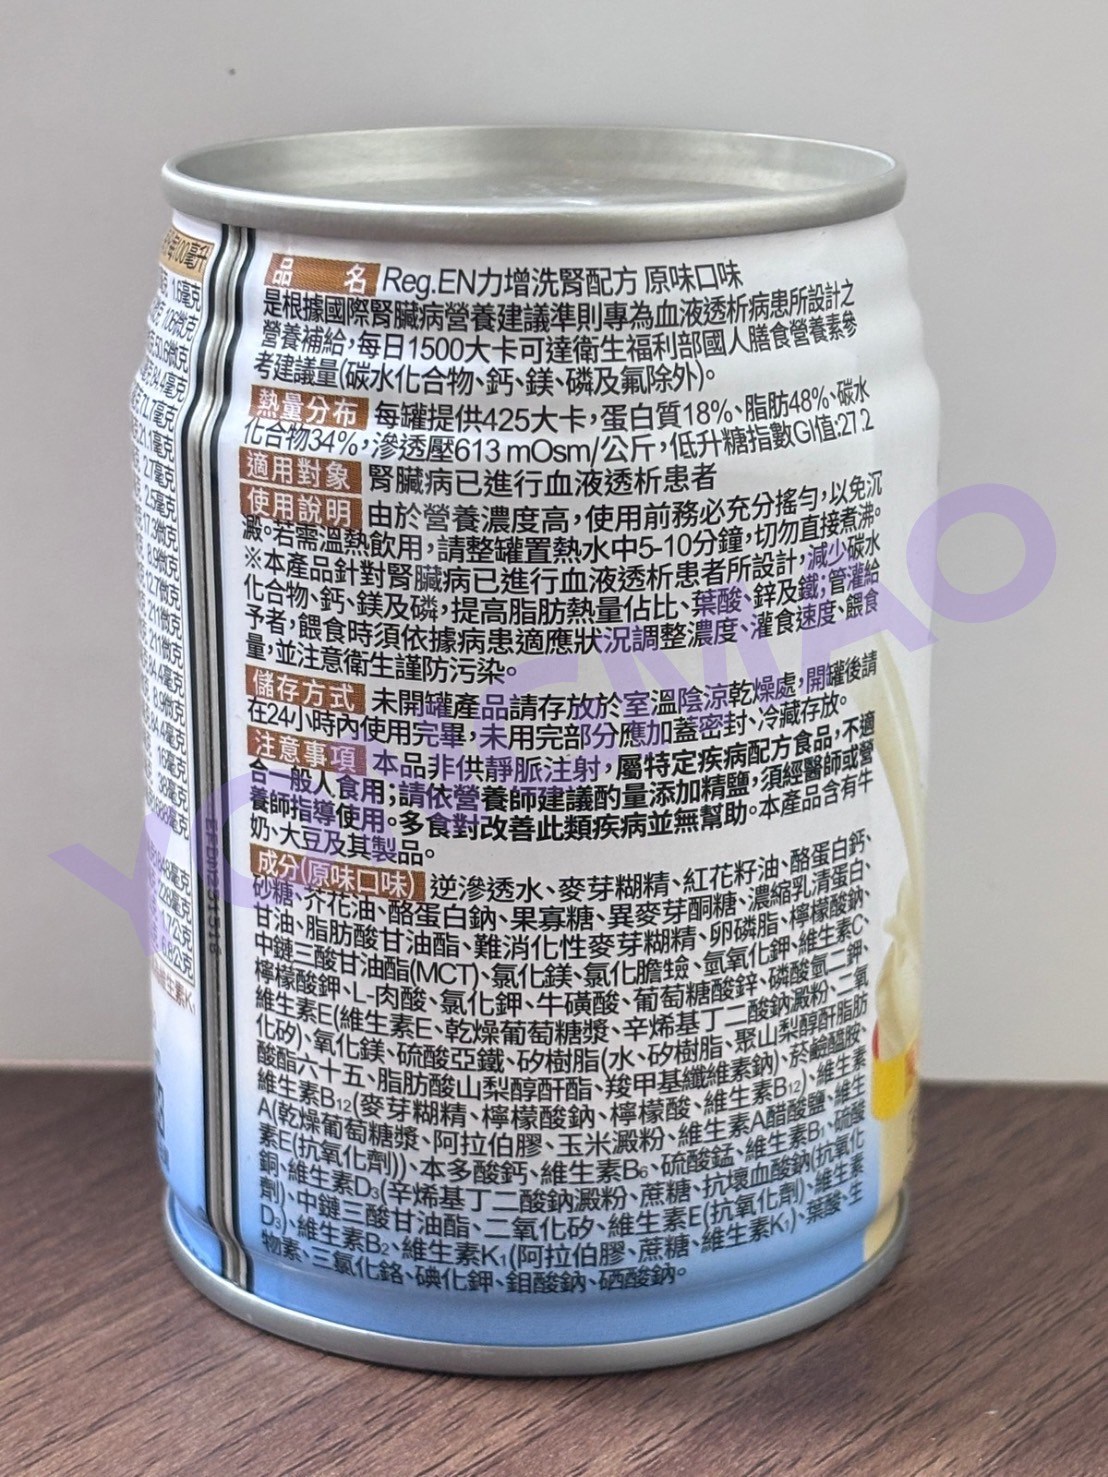 每100毫升
品　名 Reg.EN力增洗腎配方 原味口味
是根據國際腎臟病營養建議準則專為血液透析病患所設計之
營養補給,每日1500大卡可達衛生福利部國人膳食營養素參
考建議量(碳水化合物、鈣、鎂、磷及氟除外)。
熱量分布 每罐提供425大卡,蛋白質18%、脂肪48%、碳水
化合物34%,滲透壓613 mOsm/公斤,低升糖指數GI值:27.2
適用對象 腎臟病已進行血液透析患者
使用說明 由於營養濃度高,使用前務必充分搖勻,以免沉
澱。若需溫熱飲用,請整罐置熱水中5-10分鐘,切勿直接煮沸。
※本產品針對腎臟病已進行血液透析患者所設計,減少碳水
化合物、鈣、鎂及磷,提高脂肪熱量佔比、葉酸、鋅及鐵;管灌給
予者,餵食時須依據病患適應狀況調整濃度、灌食速度、餵食
量,並注意衛生謹防污染。
儲存方式 未開罐產品請存放於室溫陰涼乾燥處,開罐後請
在24小時內使用完畢,未用完部分應加蓋密封、冷藏存放。
注意事項 本品非供靜脈注射,屬特定疾病配方食品,不適
合一般人食用;請依營養師建議酌量添加精鹽,須經醫師或營
養師指導使用。多食對改善此類疾病並無幫助。本產品含有牛
奶、大豆及其製品。
成分(原味口味) 逆滲透水、麥芽糊精、紅花籽油、酪蛋白鈣、
砂糖、芥花油、酪蛋白鈉、果寡糖、異麥芽酮糖、濃縮乳清蛋白、
甘油、脂肪酸甘油酯、難消化性麥芽糊精、卵磷脂、檸檬酸鈉、
中鏈三酸甘油酯(MCT)、氯化鎂、氯化膽鹼、氫氧化鉀、維生素C、
檸檬酸鉀、L-肉酸、氯化鉀、牛磺酸、葡萄糖酸鋅、磷酸氫二鉀、
維生素E(維生素E、乾燥葡萄糖漿、辛烯基丁二酸鈉澱粉、二氧
化矽)、氧化鎂、硫酸亞鐵、矽樹脂(水、矽樹脂、聚山梨醇酐脂肪
酸酯六十五、脂肪酸山梨醇酐酯、羧甲基纖維素鈉)、菸鹼醯胺、
維生素B12(麥芽糊精、檸檬酸鈉、檸檬酸、維生素B12)、維生素
A(乾燥葡萄糖漿、阿拉伯膠、玉米澱粉、維生素A醋酸鹽、維生
素E(抗氧化劑))、本多酸鈣、維生素B6、硫酸錳、維生素B1、硫酸
銅、維生素D3(辛烯基丁二酸鈉澱粉、蔗糖、抗壞血酸鈉(抗氧化
劑)、中鏈三酸甘油酯、二氧化矽、維生素E(抗氧化劑)、維生素
D3)、維生素B2、維生素K1(阿拉伯膠、蔗糖、維生素K1)、葉酸、生
物素、三氯化鉻、碘化鉀、鉬酸鈉、硒酸鈉。
YONGMAO